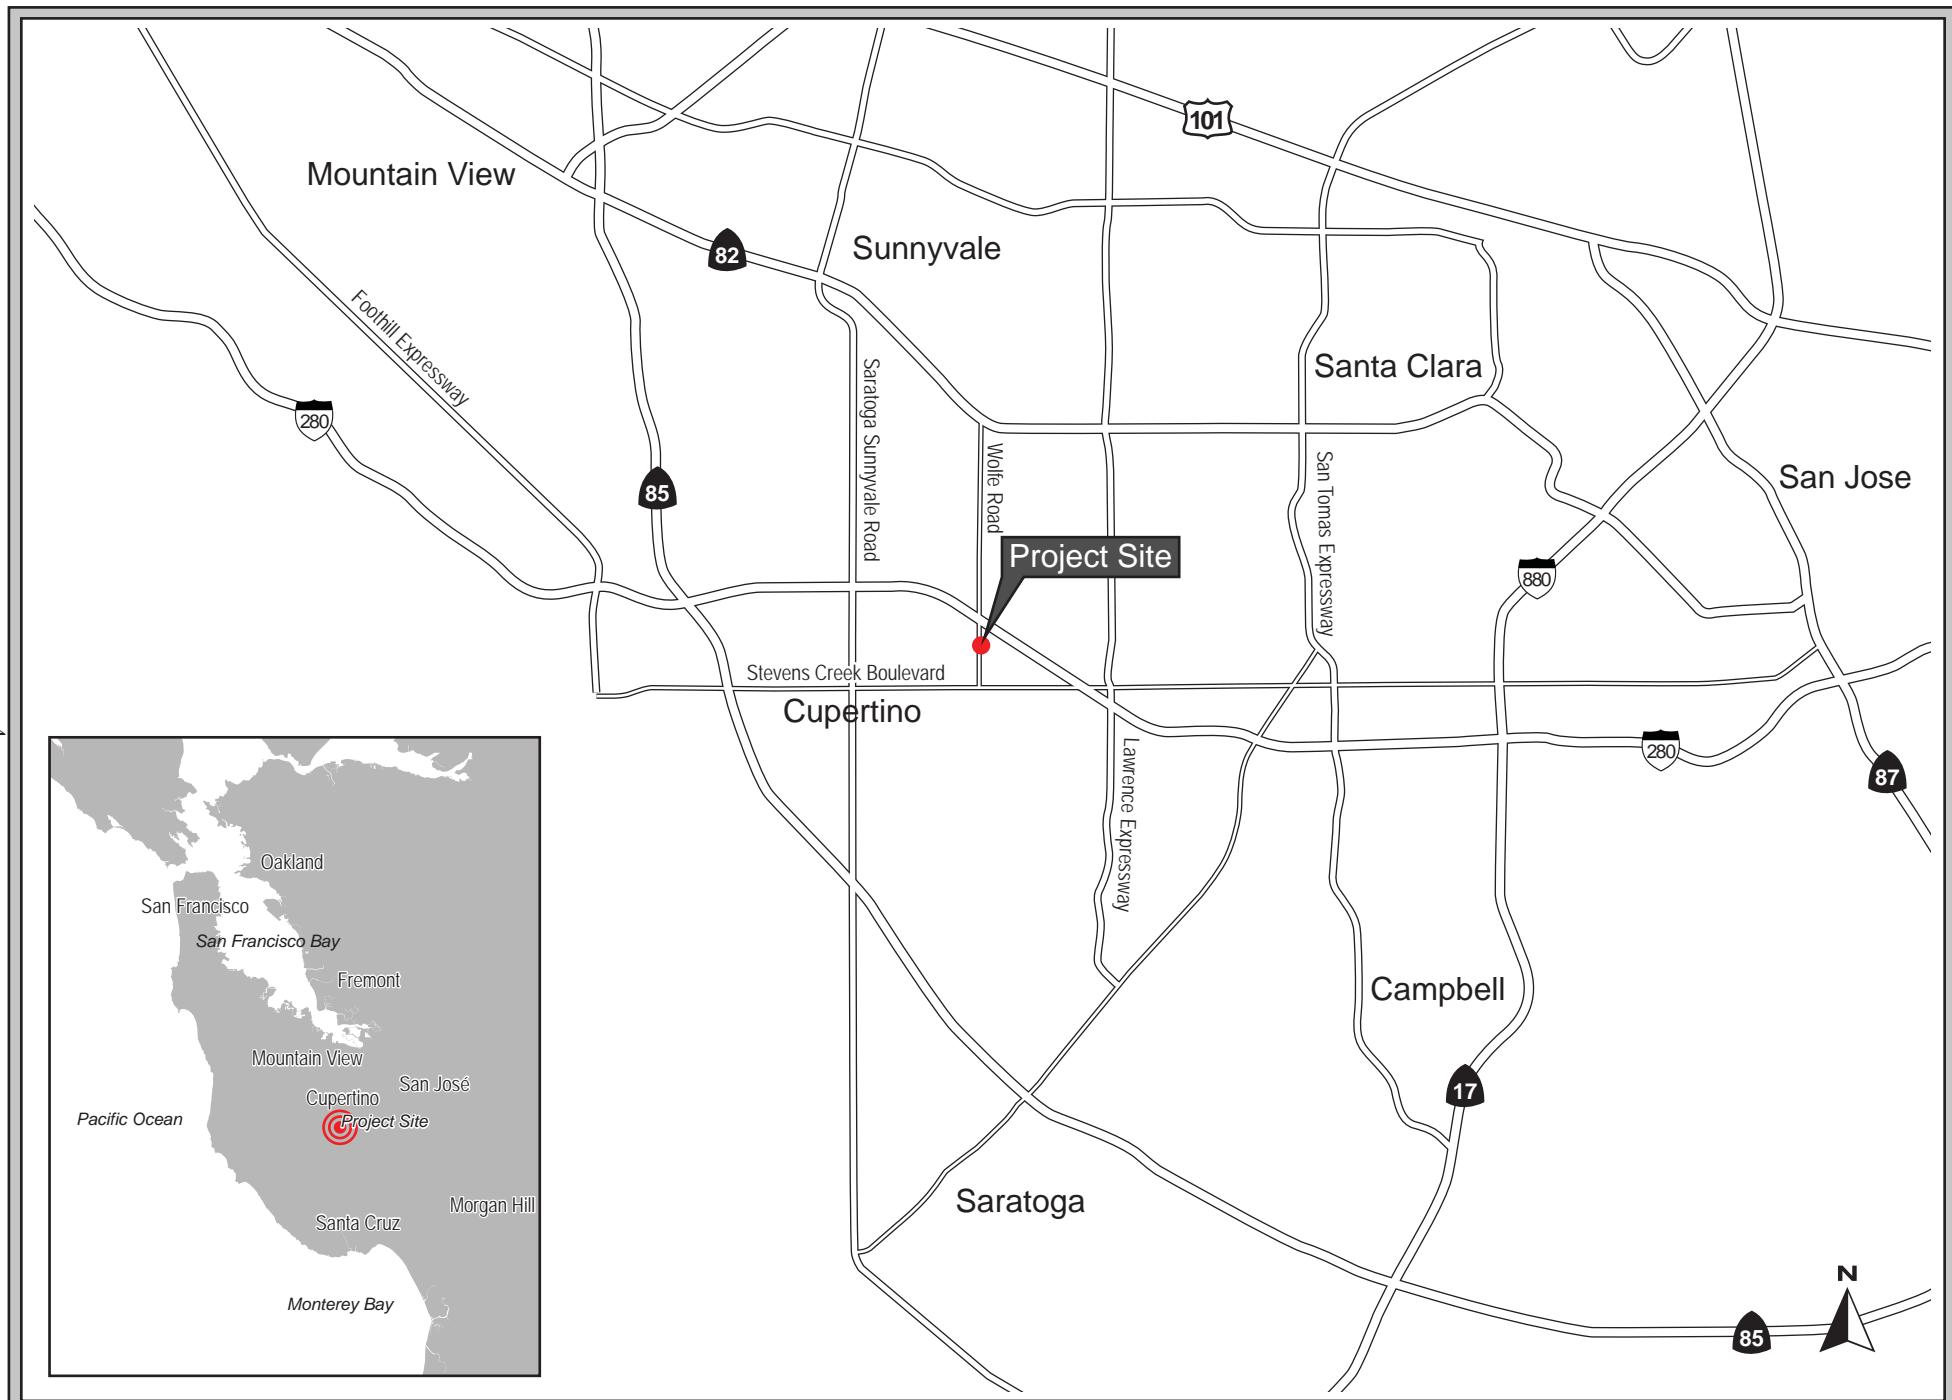 101
Mountain View
Sunnyvale
82
Foothill Expressway
Saratoga Sunnyvale Road
Santa Clara
280
Wolfe Road
San Tomas Expressway
San Jose
85
Project Site
880
Stevens Creek Boulevard
Cupertino
Lawrence Expressway
280
87
Oakland
San Francisco
San Francisco Bay
Fremont
Mountain View
San José
Cupertino
Project Site
Pacific Ocean
Morgan Hill
Santa Cruz
Monterey Bay
Campbell
17
Saratoga
N
85